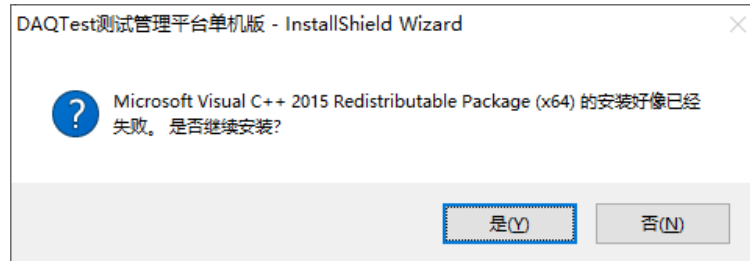 DAQTest测试管理平台单机版 - InstallShield Wizard
Microsoft Visual C++ 2015 Redistributable Package (x64) 的安装好像已经
失败。 是否继续安装?
是(Y)
否(N)